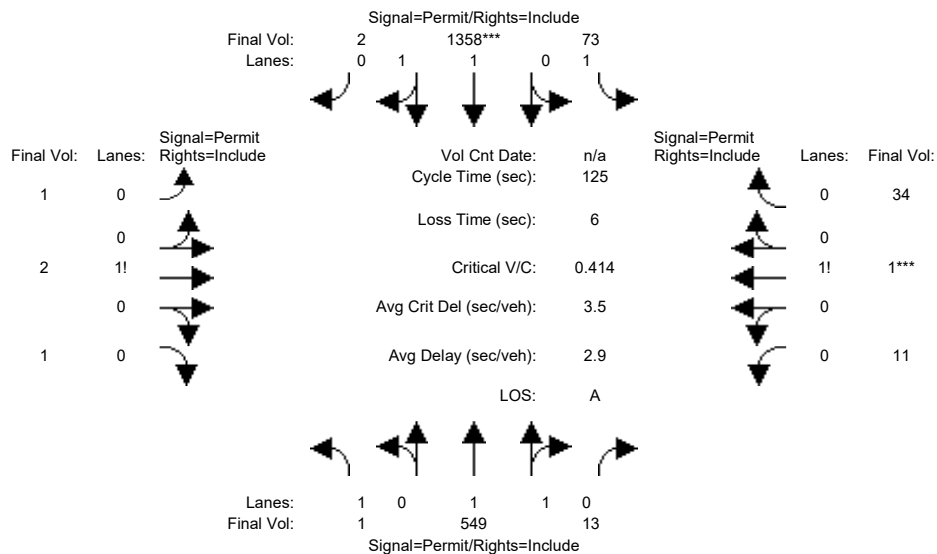 Signal=Permit/Rights=Include
Final Vol: 2 1358*** 73
Lanes: 0 1 1 0 1
Signal=Permit
Final Vol: Lanes: Rights=Include
Vol Cnt Date: n/a
Signal=Permit
Rights=Include Lanes: Final Vol:
Cycle Time (sec): 125
1 0
0 34
Loss Time (sec): 6
0
0
2 1!
Critical V/C: 0.414
1! 1***
0
Avg Crit Del (sec/veh): 3.5
0
1 0
Avg Delay (sec/veh): 2.9
0 11
LOS: A
Lanes: 1 0 1 1 0
Final Vol: 1 549 13
Signal=Permit/Rights=Include